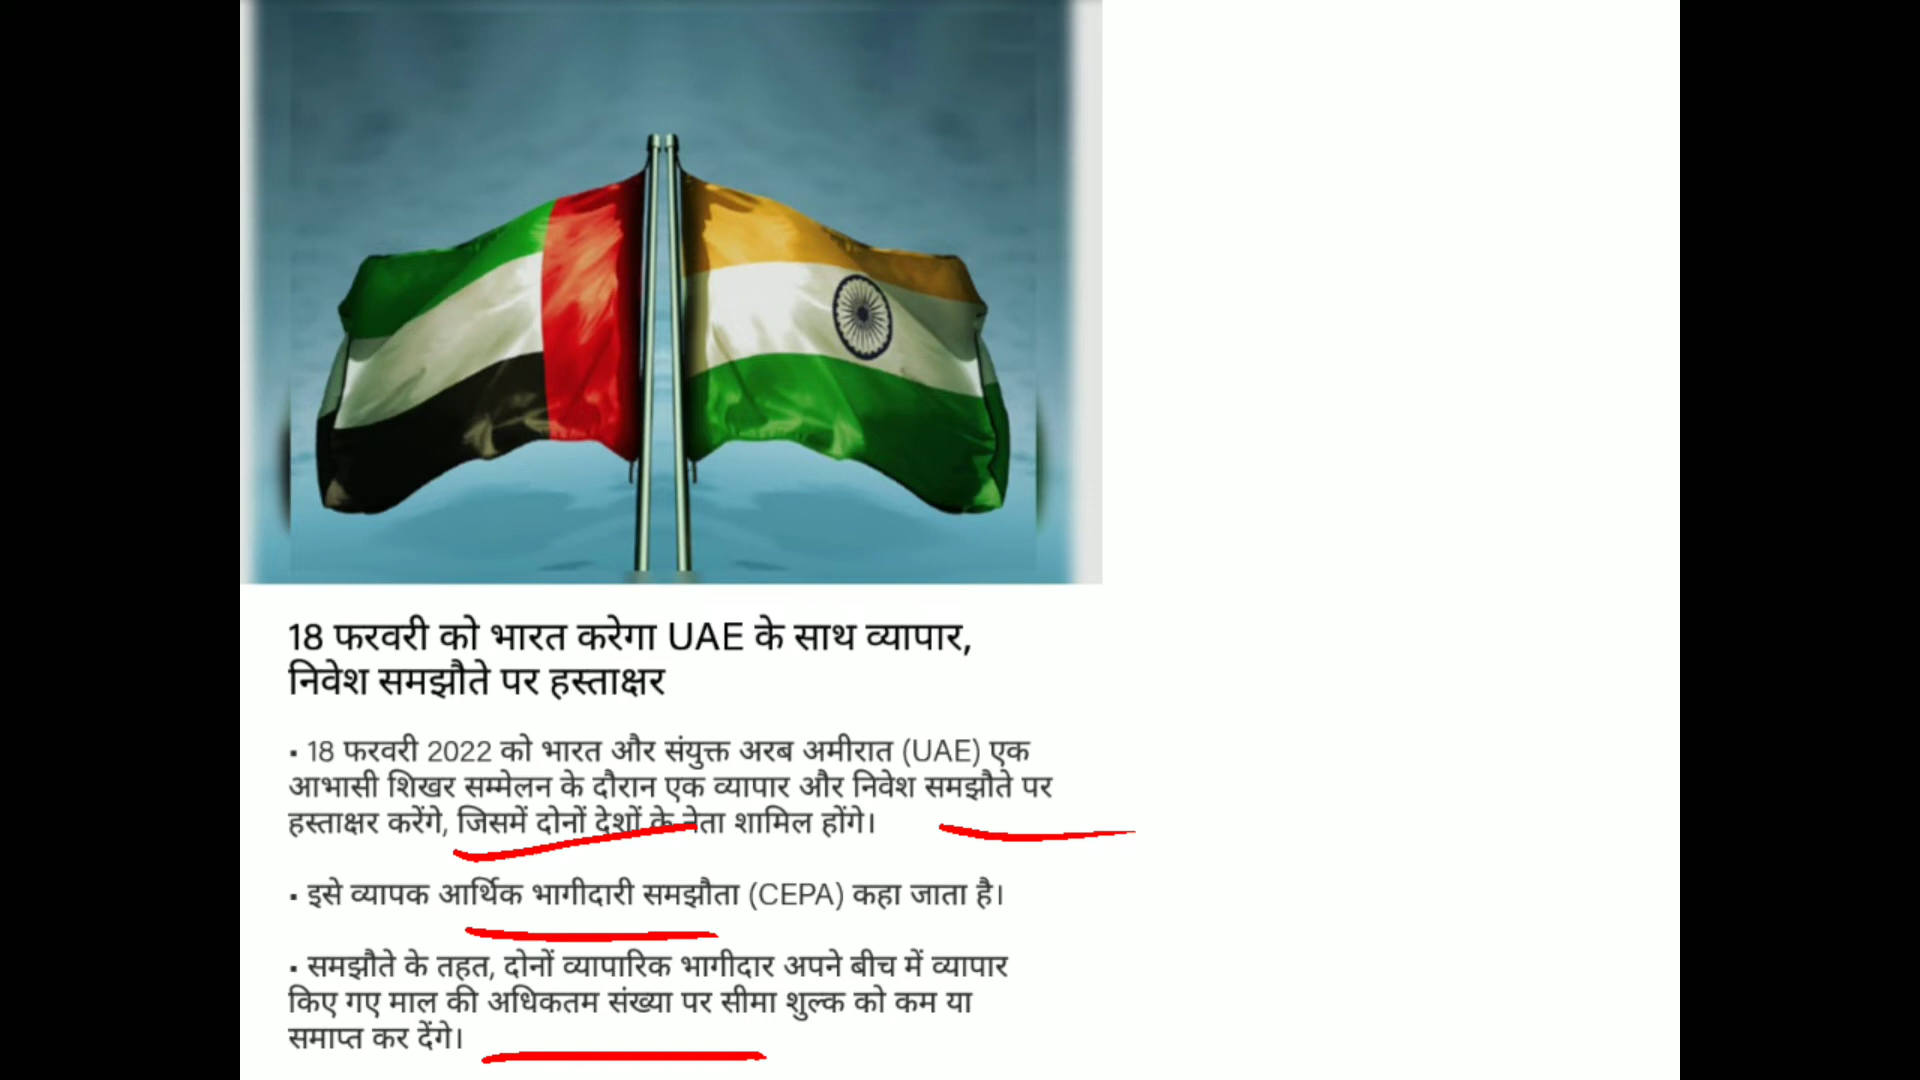 18 फरवरी को भारत करेगा UAE के साथ व्यापार,
निवेश समझौते पर हस्ताक्षर
▪ 18 फरवरी 2022 को भारत और संयुक्त अरब अमीरात (UAE) एक
आभासी शिखर सम्मेलन के दौरान एक व्यापार और निवेश समझौते पर
हस्ताक्षर करेंगे, जिसमें दोनों देशों के नेता शामिल होंगे।
▪ इसे व्यापक आर्थिक भागीदारी समझौता (CEPA) कहा जाता है।
▪ समझौते के तहत, दोनों व्यापारिक भागीदार अपने बीच में व्यापार
किए गए माल की अधिकतम संख्या पर सीमा शुल्क को कम या
समाप्त कर देंगे।